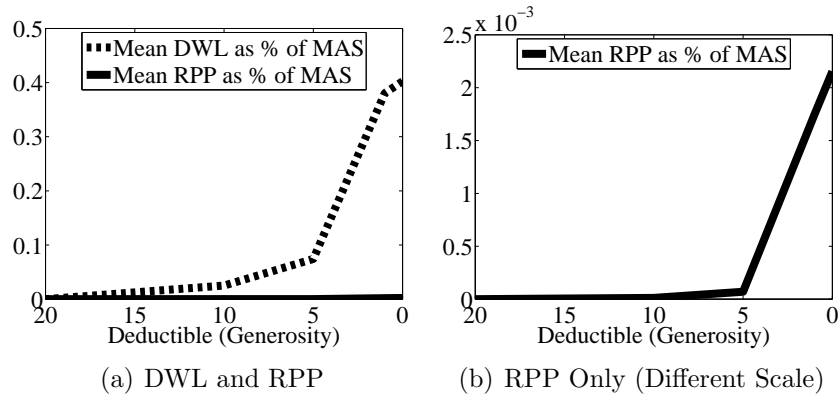 0.5
Mean DWL as % of MAS
Mean RPP as % of MAS
0.4
0.3
0.2
0.1
0
20 15 10 5 0
Deductible (Generosity)
(a) DWL and RPP
x 10⁻³
2.5
Mean RPP as % of MAS
2
1.5
1
0.5
0
20 15 10 5 0
Deductible (Generosity)
(b) RPP Only (Different Scale)